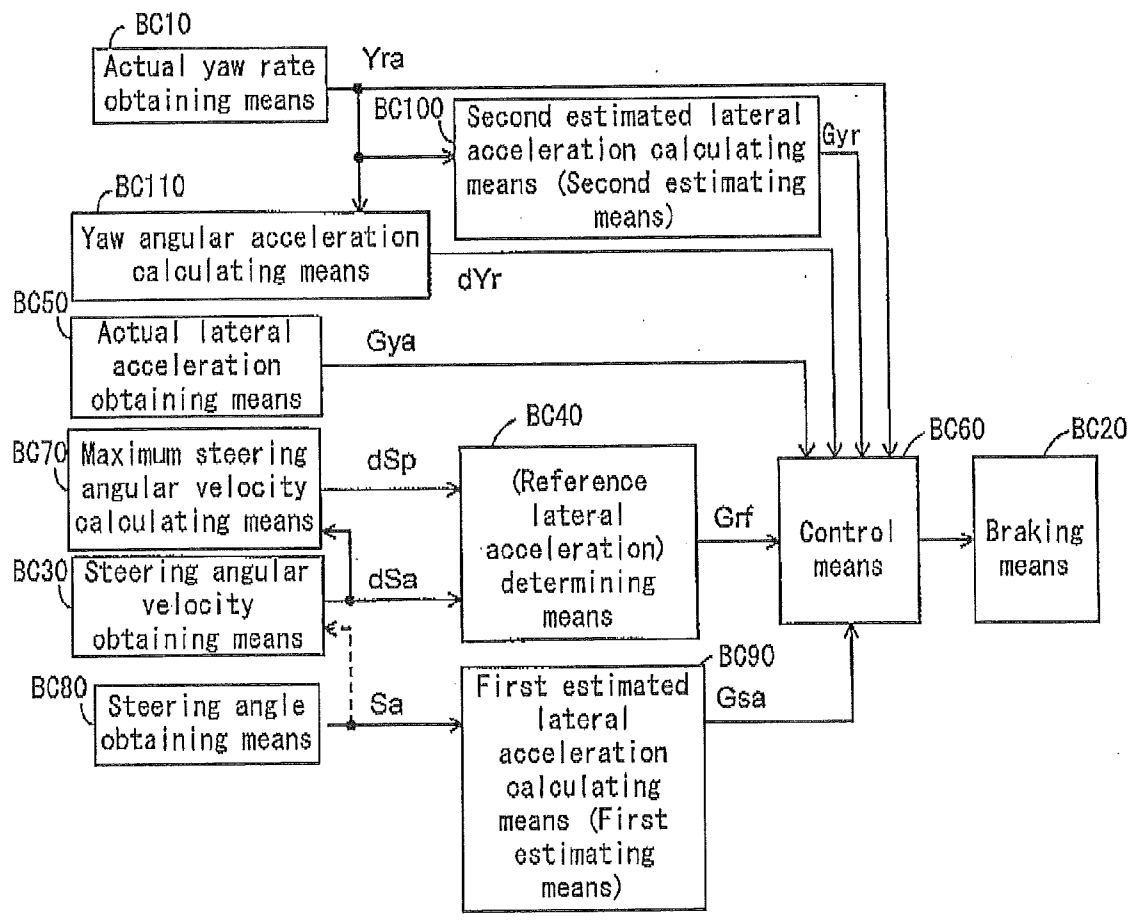 BC10
Actual yaw rate
obtaining means
Yra
BC100
Second estimated lateral
acceleration calculating
means (Second estimating
means)
Gyr
BC110
Yaw angular acceleration
calculating means
dYr
BC50
Actual lateral
acceleration
obtaining means
Gya
BC70
Maximum steering
angular velocity
calculating means
dSp
BC40
(Reference
lateral
acceleration)
determining
means
Grf
BC60
Control
means
BC20
Braking
means
BC30
Steering angular
velocity
obtaining means
dSa
BC80
Steering angle
obtaining means
Sa
BC90
First estimated
lateral
acceleration
calculating
means (First
estimating
means)
Gsa